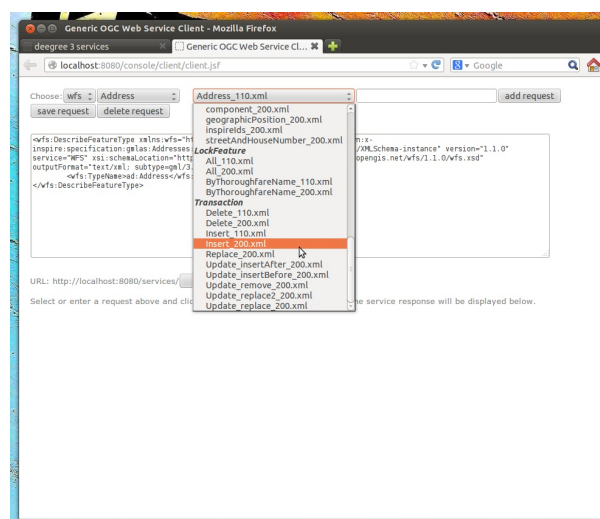 Generic OGC Web Service Client - Mozilla Firefox
deegree 3 services
Generic OGC Web Service Cl...
localhost:8080/console/client/client.jsf
Google
Choose: wfs Address Address_110.xml add request
save request delete request
component_200.xml
geographicPosition_200.xml
inspireIds_200.xml
streetAndHouseNumber_200.xml
LockFeature
All_110.xml
All_200.xml
ByThoroughfareName_110.xml
ByThoroughfareName_200.xml
Transaction
Delete_110.xml
Delete_200.xml
Insert_110.xml
Insert_200.xml
Replace_200.xml
Update_insertAfter_200.xml
Update_insertBefore_200.xml
Update_remove_200.xml
Update_replace2_200.xml
Update_replace_200.xml
<wfs:DescribeFeatureType xmlns:wfs="ht n:x-
inspire:specification:gmlas:Addresses: /XMLSchema-instance" version="1.1.0"
service="WFS" xsi:schemaLocation="http opengis.net/wfs/1.1.0/wfs.xsd"
outputFormat="text/xml; subtype=gml/3.
<wfs:TypeName>ad:Address</wfs:
</wfs:DescribeFeatureType>
URL: http://localhost:8080/services/
Select or enter a request above and clic he service response will be displayed below.